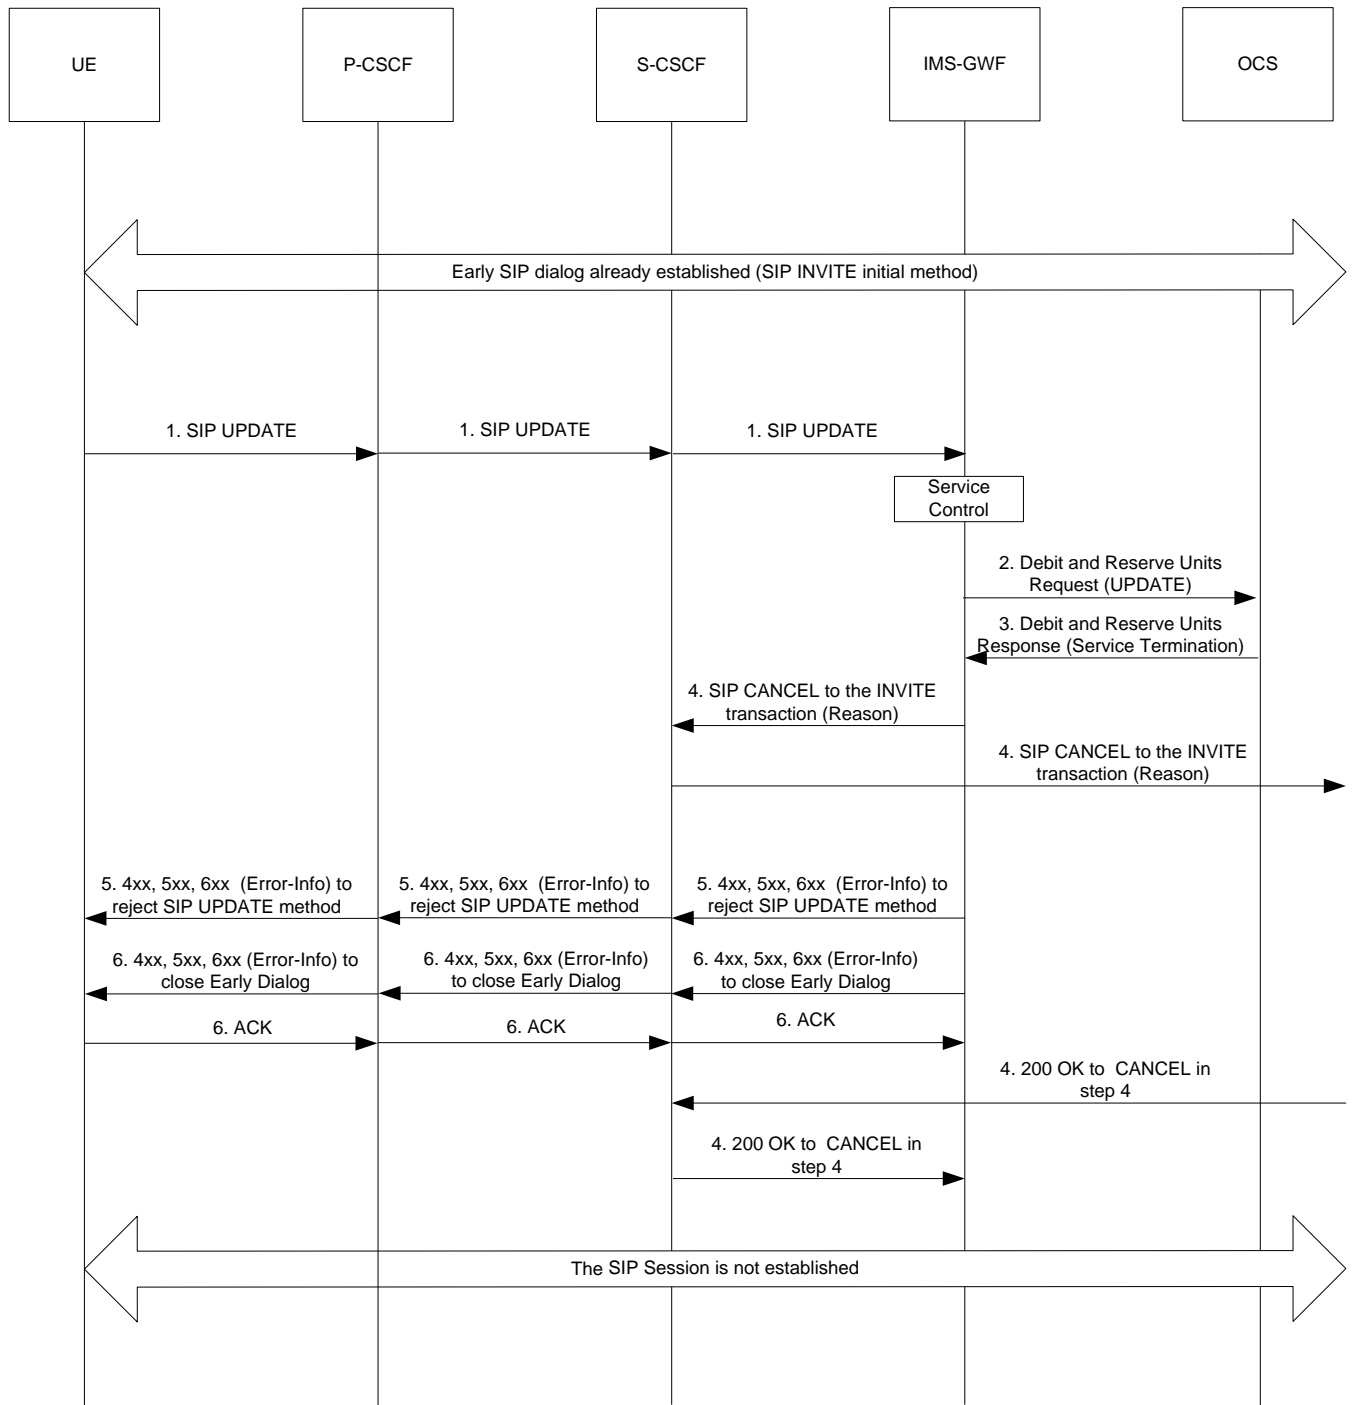 UE
P-CSCF
S-CSCF
IMS-GWF
OCS
Early SIP dialog already established (SIP INVITE initial method)
1. SIP UPDATE
1. SIP UPDATE
1. SIP UPDATE
Service
Control
2. Debit and Reserve Units
Request (UPDATE)
3. Debit and Reserve Units
Response (Service Termination)
4. SIP CANCEL to the INVITE
transaction (Reason)
4. SIP CANCEL to the INVITE
transaction (Reason)
5. 4xx, 5xx, 6xx  (Error-Info) to
reject SIP UPDATE method
5. 4xx, 5xx, 6xx  (Error-Info) to
reject SIP UPDATE method
5. 4xx, 5xx, 6xx  (Error-Info) to
reject SIP UPDATE method
6. 4xx, 5xx, 6xx (Error-Info) to
close Early Dialog
6. 4xx, 5xx, 6xx (Error-Info)
to close Early Dialog
6. 4xx, 5xx, 6xx (Error-Info)
to close Early Dialog
6. ACK
6. ACK
6. ACK
4. 200 OK to  CANCEL in
step 4
4. 200 OK to  CANCEL in
step 4
The SIP Session is not established